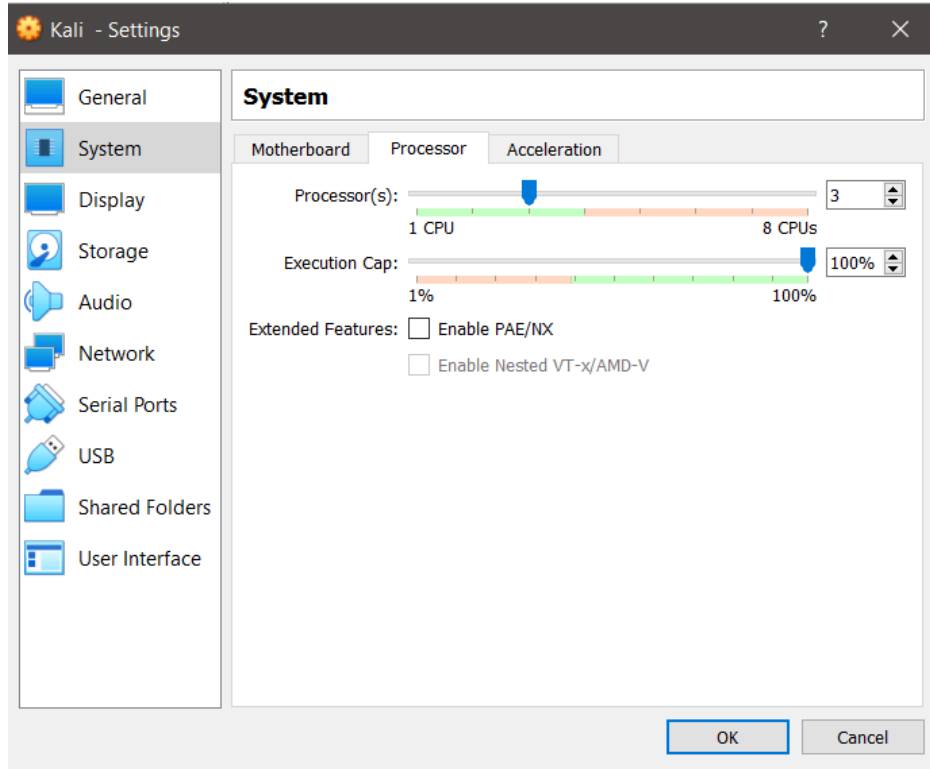 Kali - Settings
?
General
System
Display
Storage
Audio
Network
Serial Ports
USB
Shared Folders
User Interface
System
Motherboard Processor Acceleration
Processor(s): 3
1 CPU 8 CPUs
Execution Cap: 100%
1% 100%
Extended Features: Enable PAE/NX
Enable Nested VT-x/AMD-V
OK Cancel